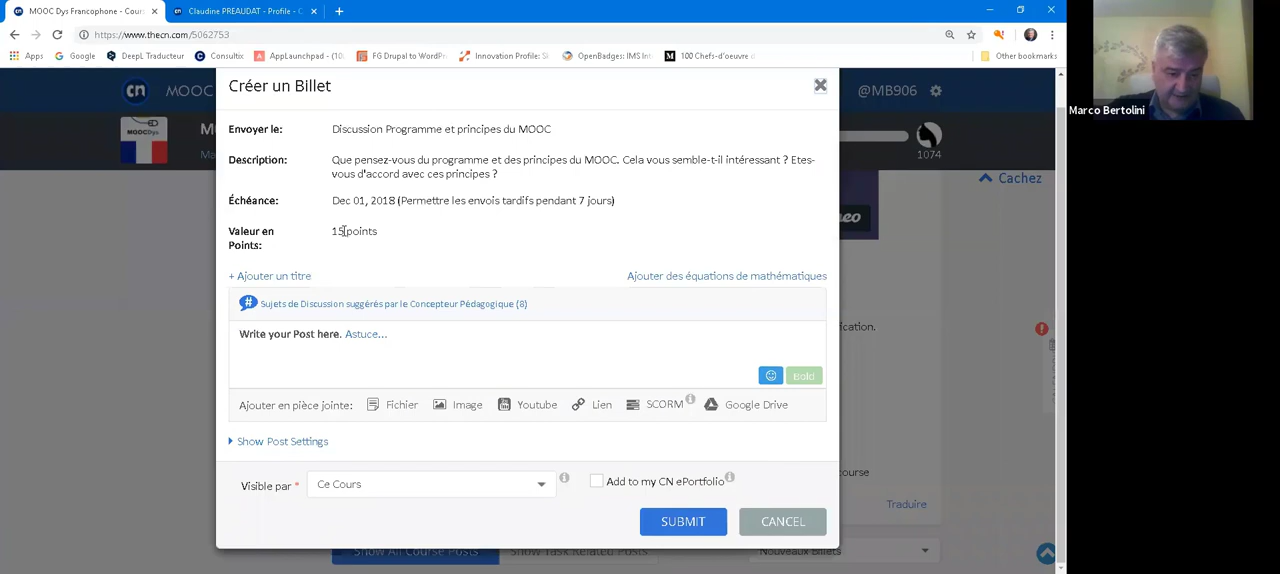 MOOC Dys Francophone - Cours
Claudine PREAUDAT - Profile - C
https://www.thecn.com/5062753
Apps
Google
DeepL Traducteur
Consultix
AppLaunchpad - (10
FG Drupal to WordPr
Innovation Profile: S
OpenBadges: IMS Int
100 Chefs-d'oeuvre d
Other bookmarks
Marco Bertolini
cn
MOOC
@MB906
MOOCDys
1074
Cachez
Créer un Billet
Envoyer le:
Discussion Programme et principes du MOOC
Description:
Que pensez-vous du programme et des principes du MOOC. Cela vous semble-t-il intéressant ? Etes-
vous d'accord avec ces principes ?
Échéance:
Dec 01, 2018 (Permettre les envois tardifs pendant 7 jours)
Valeur en
Points:
15 points
+ Ajouter un titre
Ajouter des équations de mathématiques
# Sujets de Discussion suggérés par le Concepteur Pédagogique (8)
Write your Post here. Astuce...
Bold
Ajouter en pièce jointe:
Fichier
Image
Youtube
Lien
SCORM
Google Drive
Show Post Settings
Visible par *
Ce Cours
Add to my CN ePortfolio
SUBMIT
CANCEL
ication.
course
Traduire
Show All Course Posts
Show Task Related Posts
Nouveaux Billets